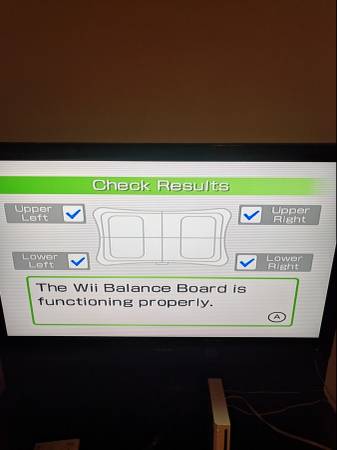 Check Results
Upper
Left
Upper
Right
Lower
Left
Lower
Right
The Wii Balance Board is
functioning properly.
A